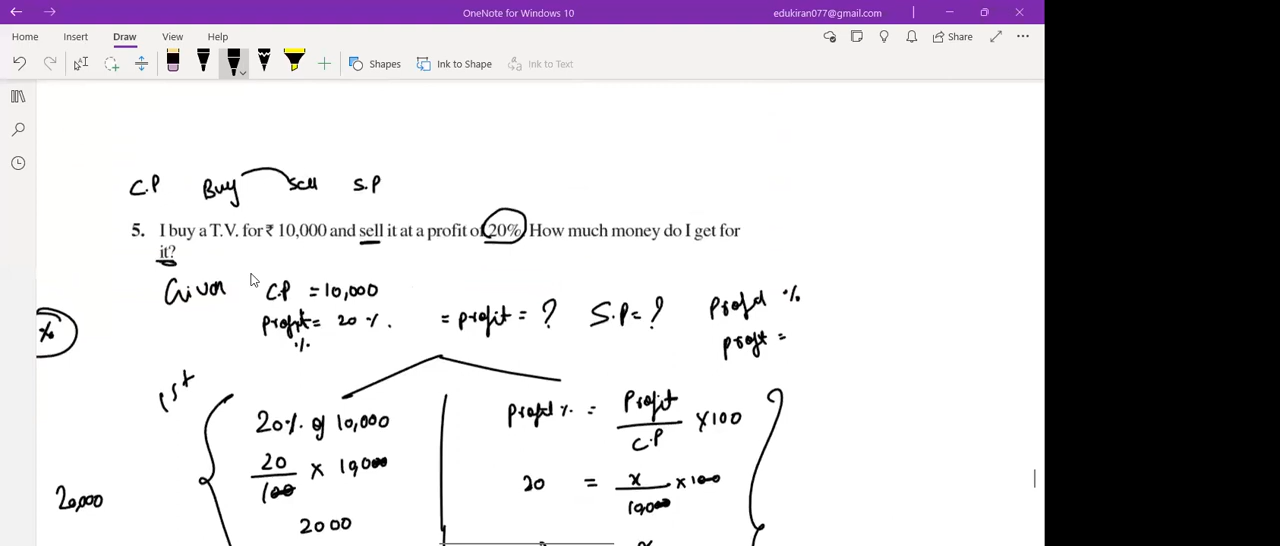 OneNote for Windows 10
edukiran077@gmail.com
Home Insert Draw View Help
Share
Shapes Ink to Shape Ink to Text
C.P Buy Sell S.P
5. I buy a T.V. for ₹ 10,000 and sell it at a profit of 20%. How much money do I get for
it?
Given C.P = 10,000
profit % = 20 %. = profit = ? S.P = ? Profit %
profit =
%
1st
20% of 10,000
20/100 × 10000
2000
20,000
Profit % = Profit/C.P × 100
20 = x/10000 × 100
x